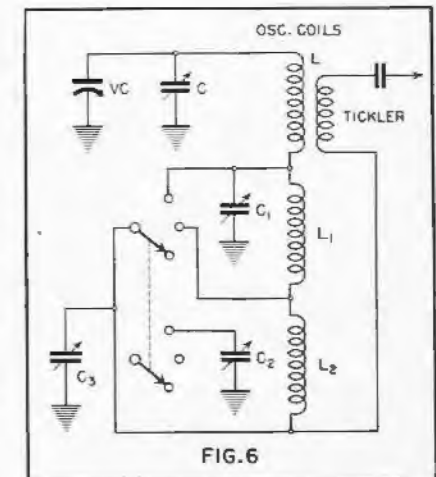 OSC. COILS
L
VC
C
TICKLER
C₁
L₁
C₂
L₂
C₃
FIG.6